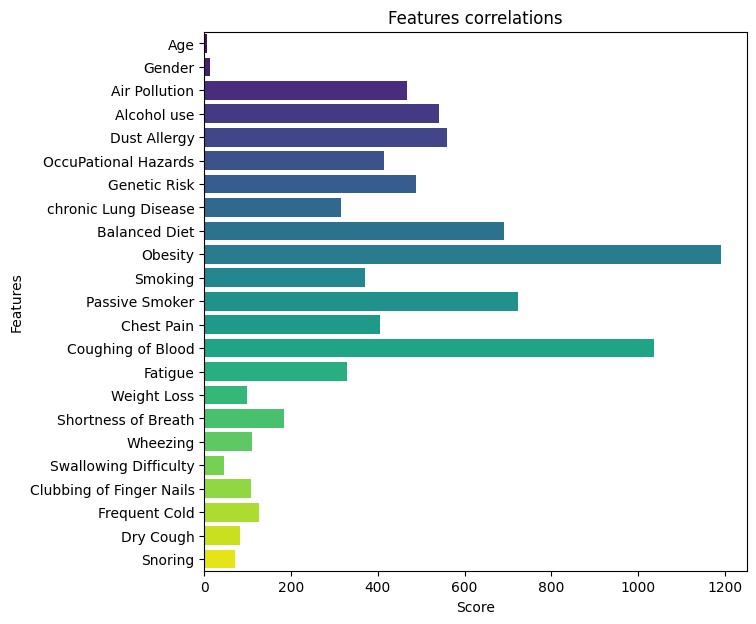 Features correlations
Age
Gender
Air Pollution
Alcohol use
Dust Allergy
OccuPational Hazards
Genetic Risk
chronic Lung Disease
Balanced Diet
Obesity
Smoking
Passive Smoker
Chest Pain
Coughing of Blood
Fatigue
Weight Loss
Shortness of Breath
Wheezing
Swallowing Difficulty
Clubbing of Finger Nails
Frequent Cold
Dry Cough
Snoring
Features
0 200 400 600 800 1000 1200
Score